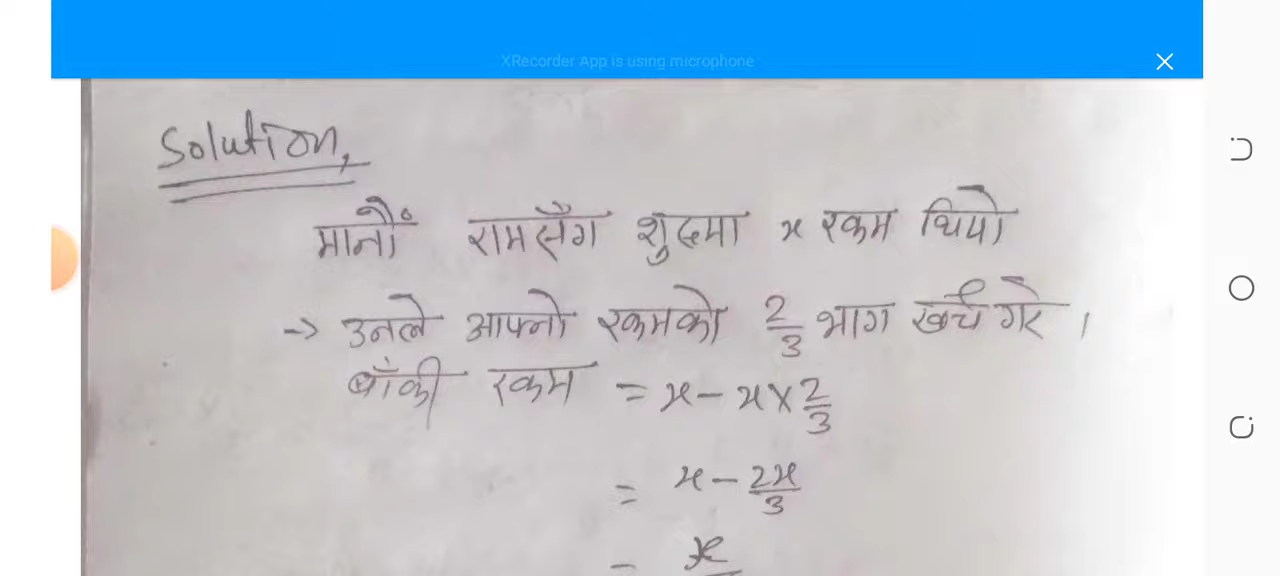 XRecorder App is using microphone
Solution,
मानौं रामसँग शुरुमा x रकम थियो
→ उनले आफ्नो रकमको 2/3 भाग खर्च गरे ।
बाँकी रकम = x - x × 2/3
= x - 2x/3
= x